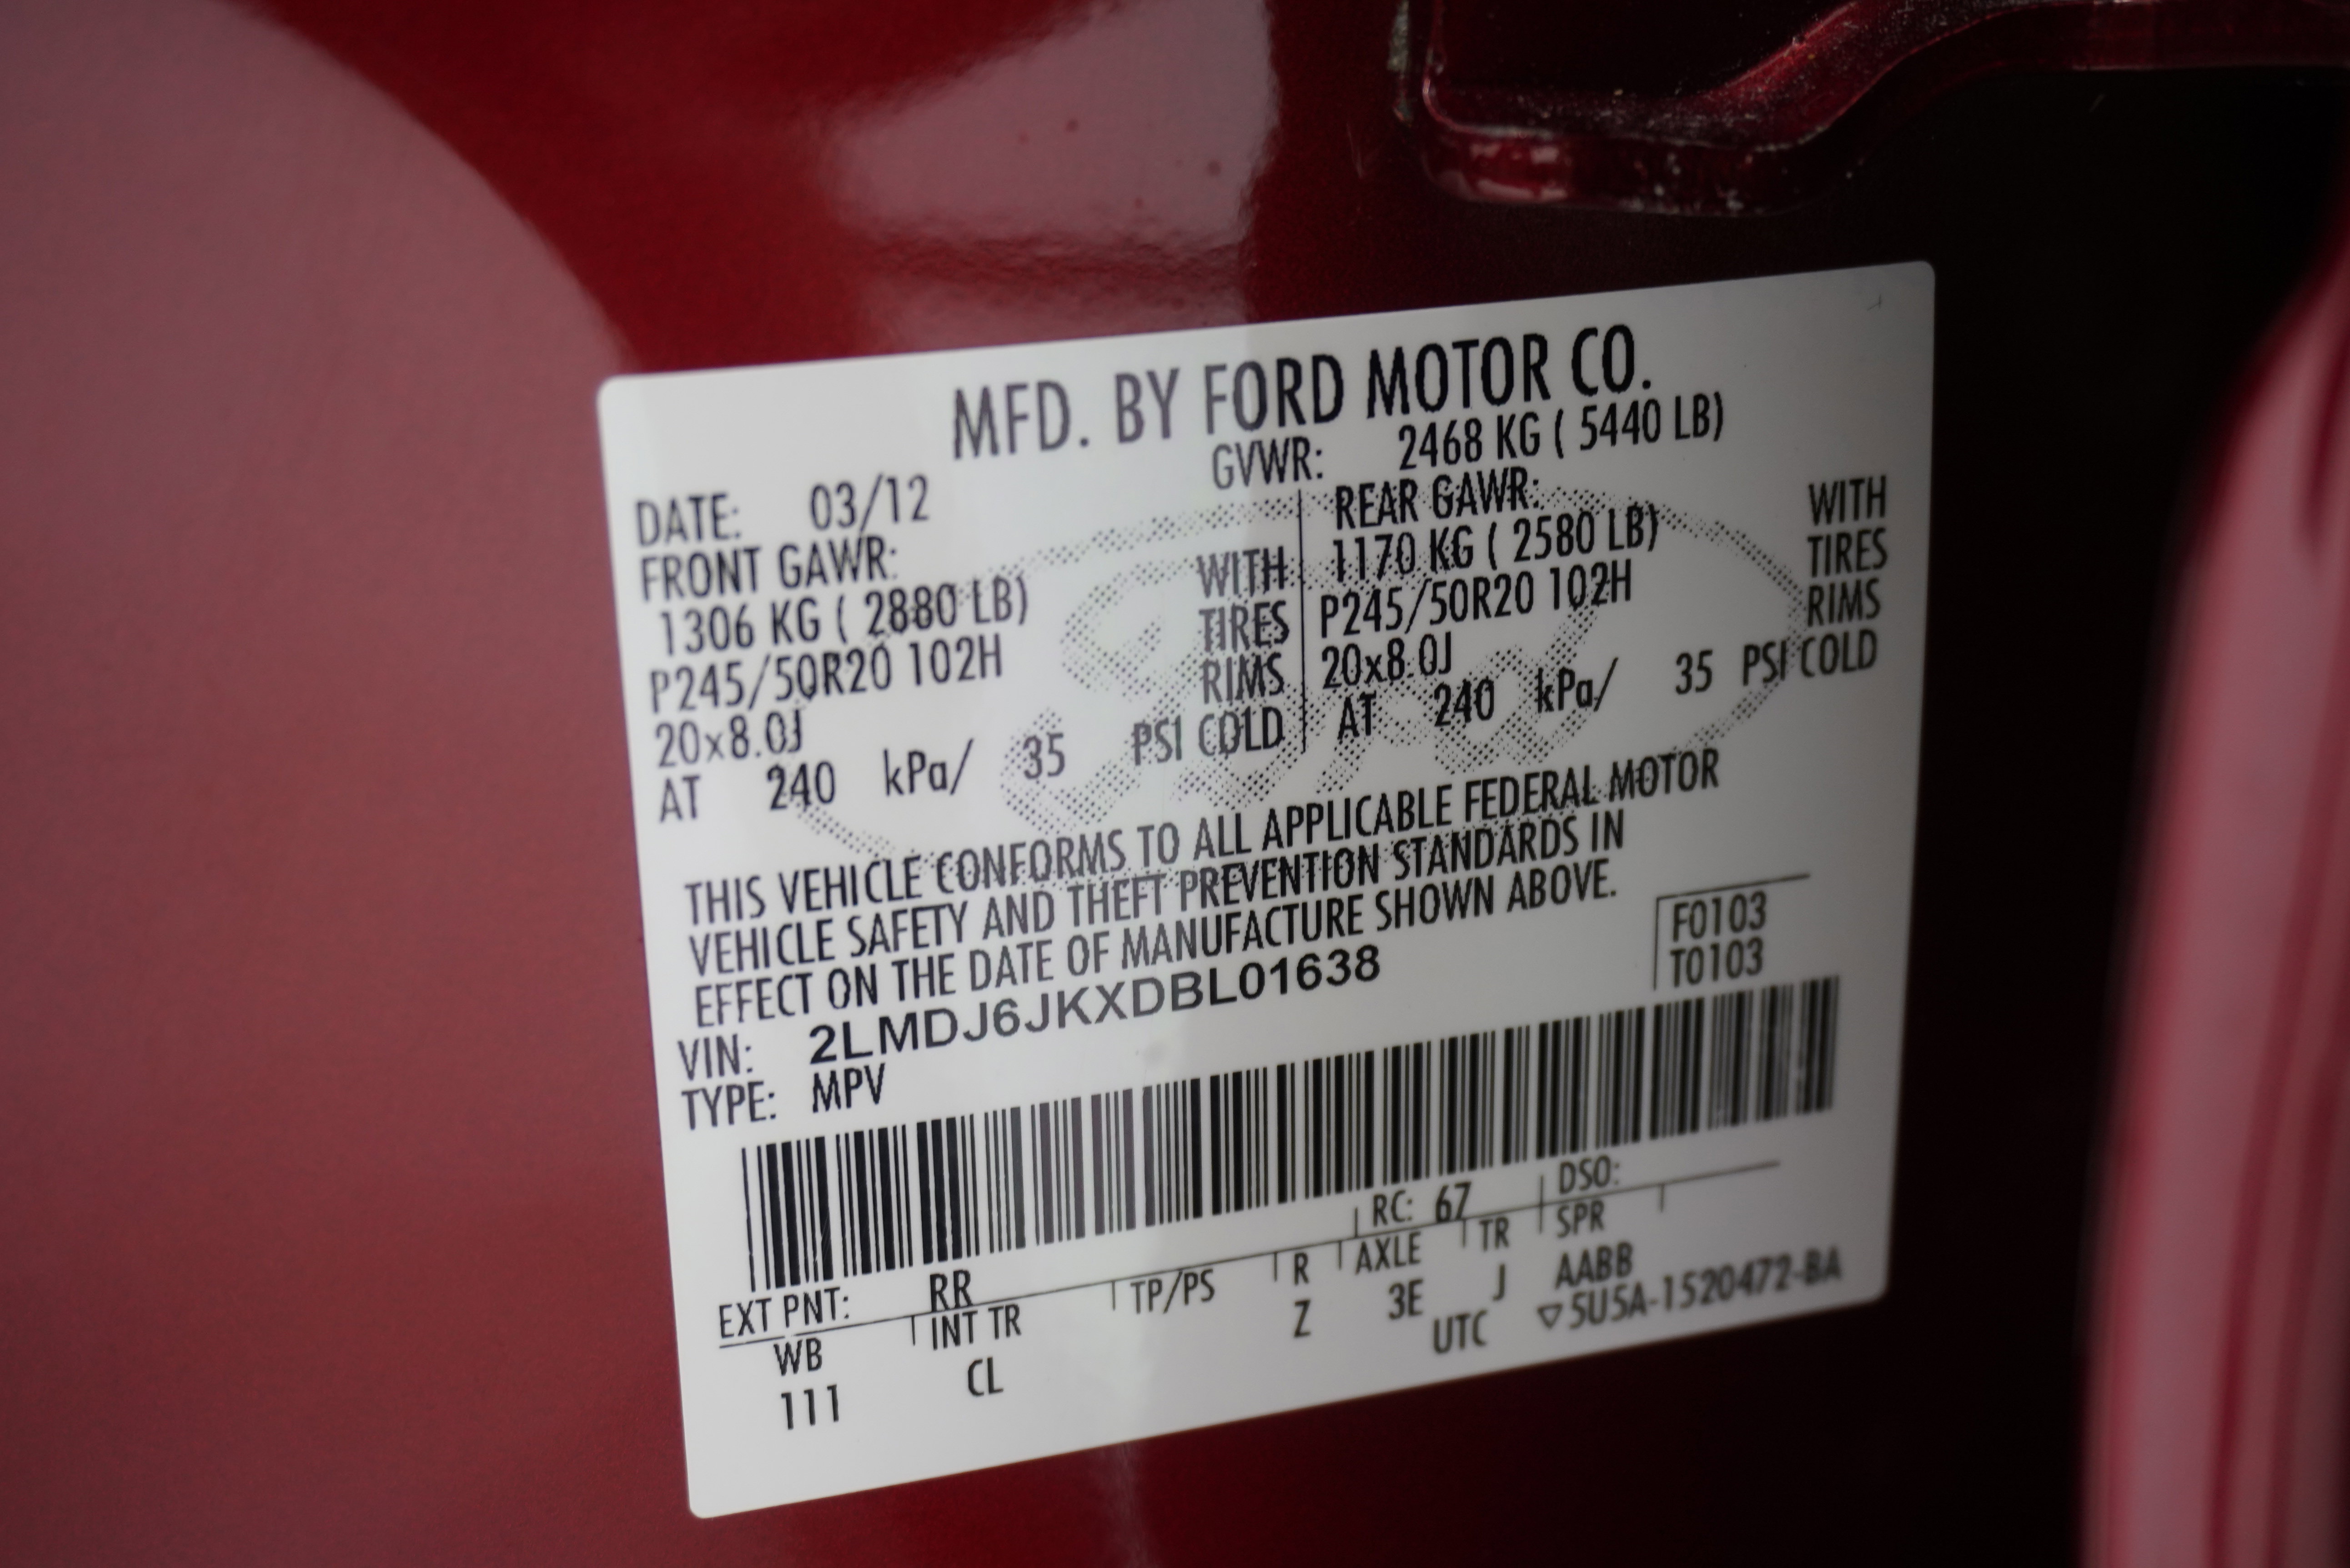 MFD. BY FORD MOTOR CO.
DATE: 03/12 GVWR: 2468 KG ( 5440 LB)
FRONT GAWR: REAR GAWR:
1306 KG ( 2880 LB) WITH 1170 KG ( 2580 LB) WITH
P245/50R20 102H TIRES P245/50R20 102H TIRES
20x8.0J RIMS 20x8.0J RIMS
AT 240 kPa/ 35 PSI COLD AT 240 kPa/ 35 PSI COLD
Ford
THIS VEHICLE CONFORMS TO ALL APPLICABLE FEDERAL MOTOR
VEHICLE SAFETY AND THEFT PREVENTION STANDARDS IN
EFFECT ON THE DATE OF MANUFACTURE SHOWN ABOVE.
F0103
T0103
VIN: 2LMDJ6JKXDBL01638
TYPE: MPV
EXT PNT: RR RC: 67 DSO:
WB INT TR TP/PS R AXLE TR SPR
111 CL Z 3E J AABB
UTC ▽5U5A-1520472-BA